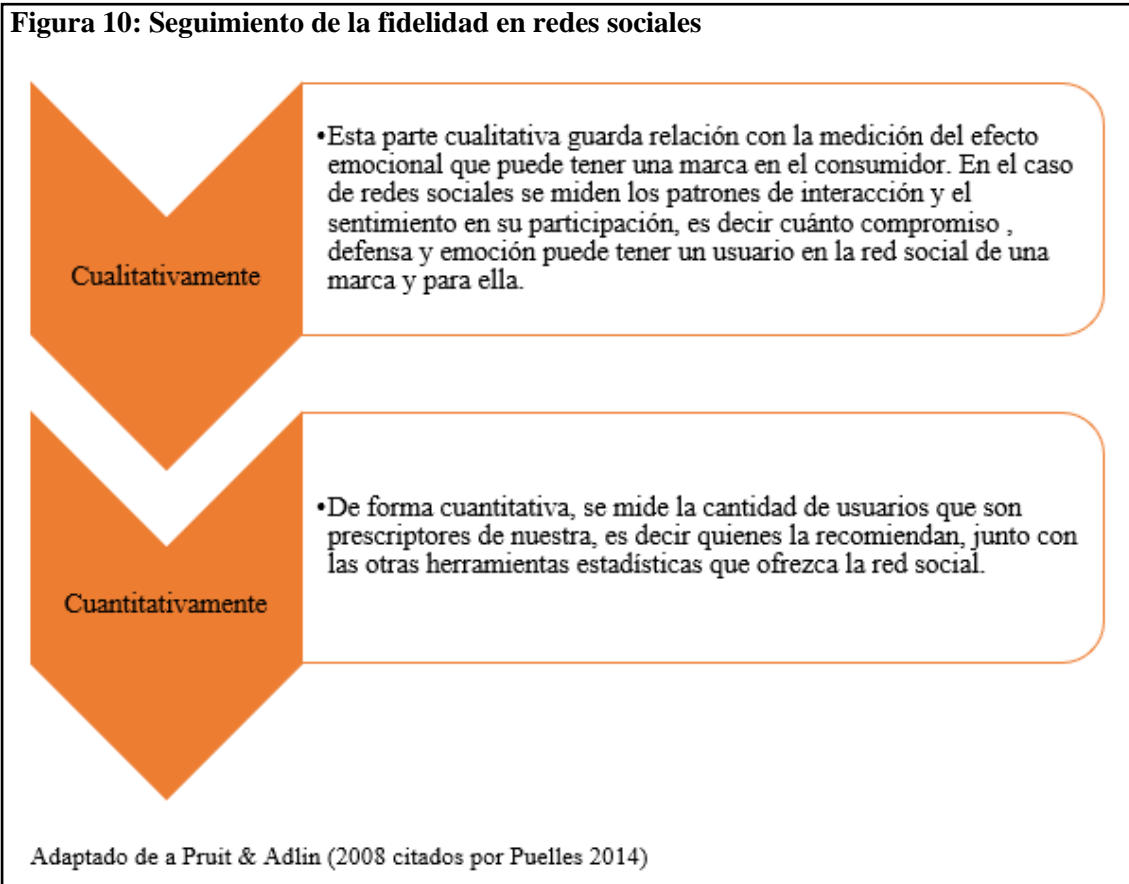 Figura 10: Seguimiento de la fidelidad en redes sociales
Cualitativamente
•Esta parte cualitativa guarda relación con la medición del efecto
emocional que puede tener una marca en el consumidor. En el caso
de redes sociales se miden los patrones de interacción y el
sentimiento en su participación, es decir cuánto compromiso ,
defensa y emoción puede tener un usuario en la red social de una
marca y para ella.
Cuantitativamente
•De forma cuantitativa, se mide la cantidad de usuarios que son
prescriptores de nuestra, es decir quienes la recomiendan, junto con
las otras herramientas estadísticas que ofrezca la red social.
Adaptado de a Pruit & Adlin (2008 citados por Puelles 2014)